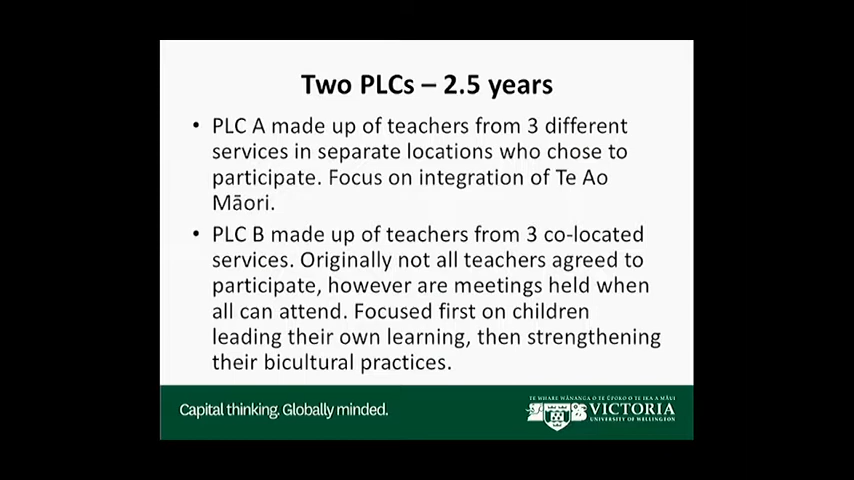 Two PLCs – 2.5 years
• PLC A made up of teachers from 3 different
services in separate locations who chose to
participate. Focus on integration of Te Ao
Māori.
• PLC B made up of teachers from 3 co-located
services. Originally not all teachers agreed to
participate, however are meetings held when
all can attend. Focused first on children
leading their own learning, then strengthening
their bicultural practices.
Capital thinking. Globally minded.
TE WHARE WĀNANGA O TE ŪPOKO O TE IKA A MĀUI
VICTORIA
UNIVERSITY OF WELLINGTON